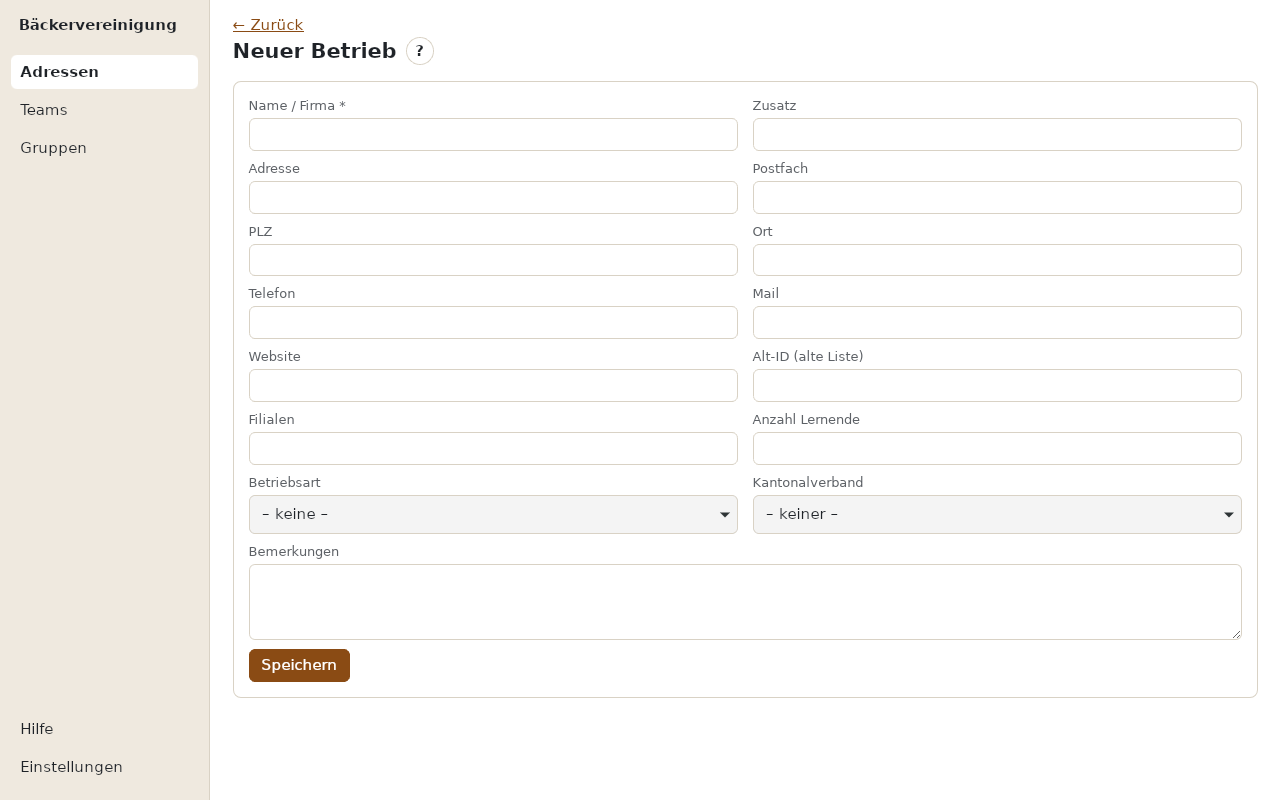 Bäckervereinigung
Adressen
Teams
Gruppen
Hilfe
Einstellungen
← Zurück
Neuer Betrieb ?
Name / Firma *
Zusatz
Adresse
Postfach
PLZ
Ort
Telefon
Mail
Website
Alt-ID (alte Liste)
Filialen
Anzahl Lernende
Betriebsart
Kantonalverband
– keine –
– keiner –
Bemerkungen
Speichern